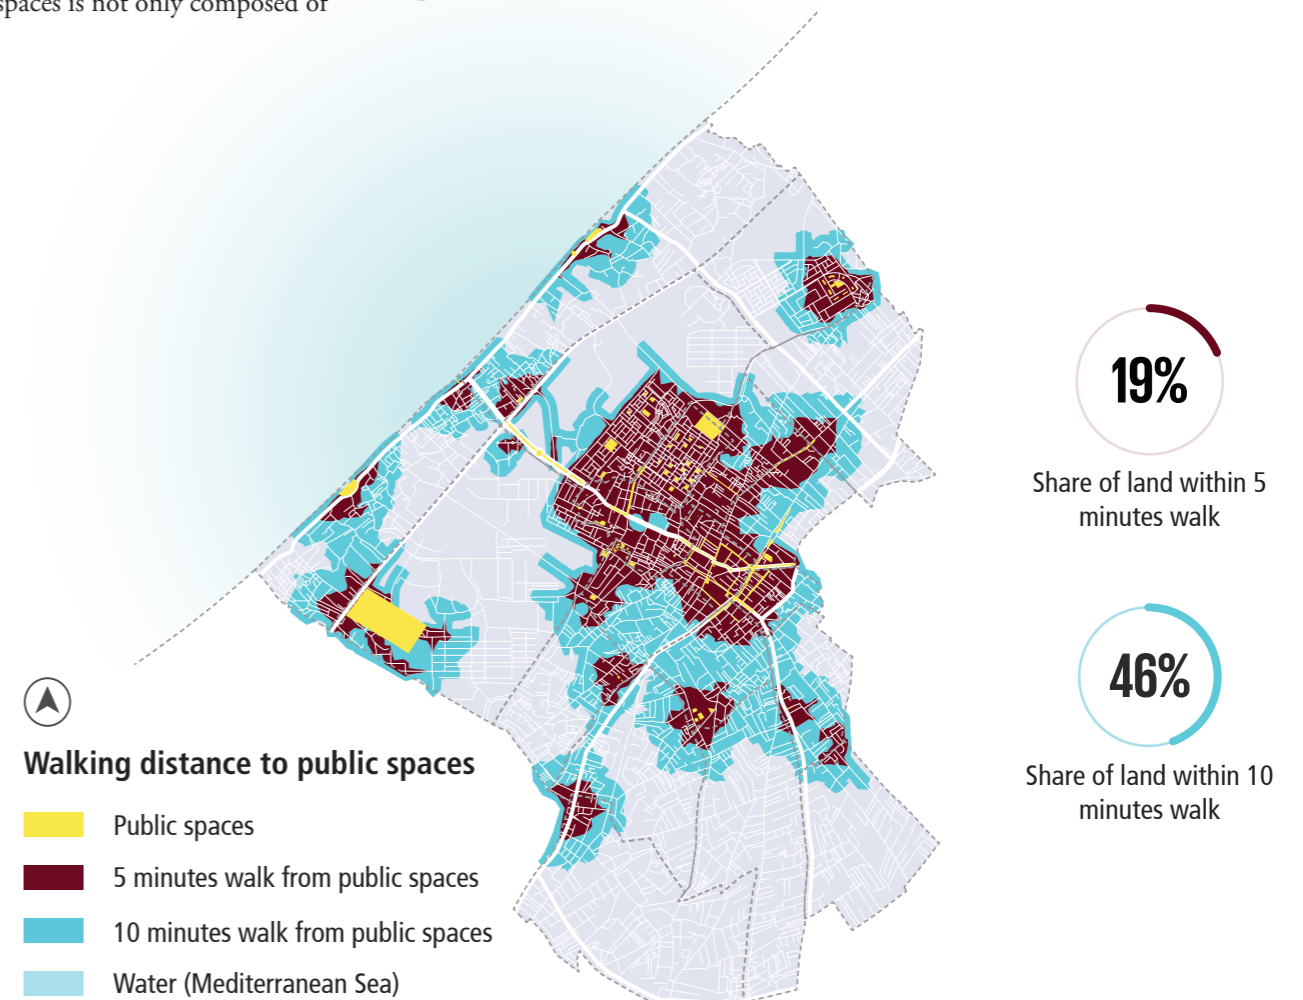 spaces is not only composed of
19%
Share of land within 5
minutes walk
46%
Share of land within 10
minutes walk
Walking distance to public spaces
Public spaces
5 minutes walk from public spaces
10 minutes walk from public spaces
Water (Mediterranean Sea)